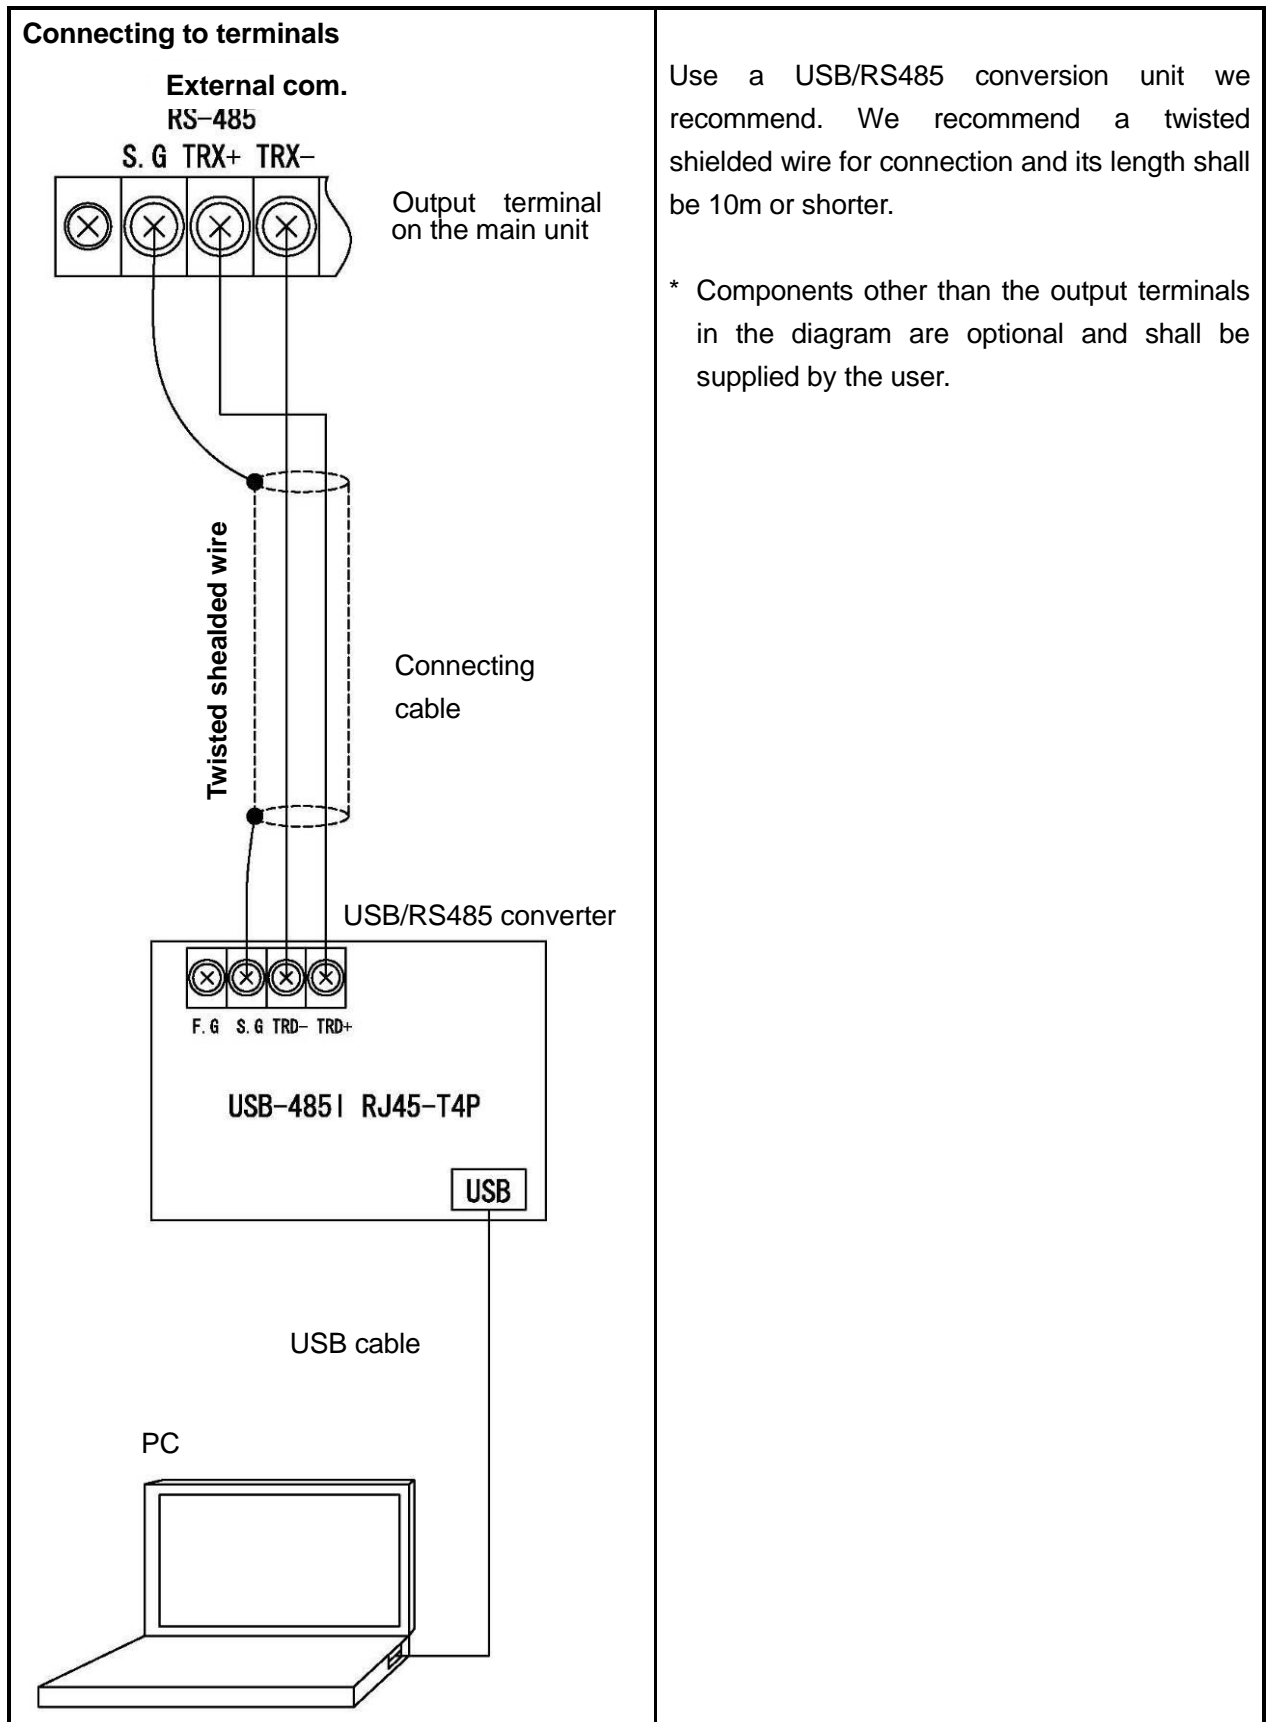 Connecting to terminals
External com.
RS-485
S. G TRX+ TRX-
Output terminal
on the main unit
Twisted shealded wire
Connecting
cable
USB/RS485 converter
F. G S. G TRD- TRD+
USB-485I RJ45-T4P
USB
USB cable
PC
Use a USB/RS485 conversion unit we
recommend. We recommend a twisted
shielded wire for connection and its length shall
be 10m or shorter.
* Components other than the output terminals
in the diagram are optional and shall be
supplied by the user.